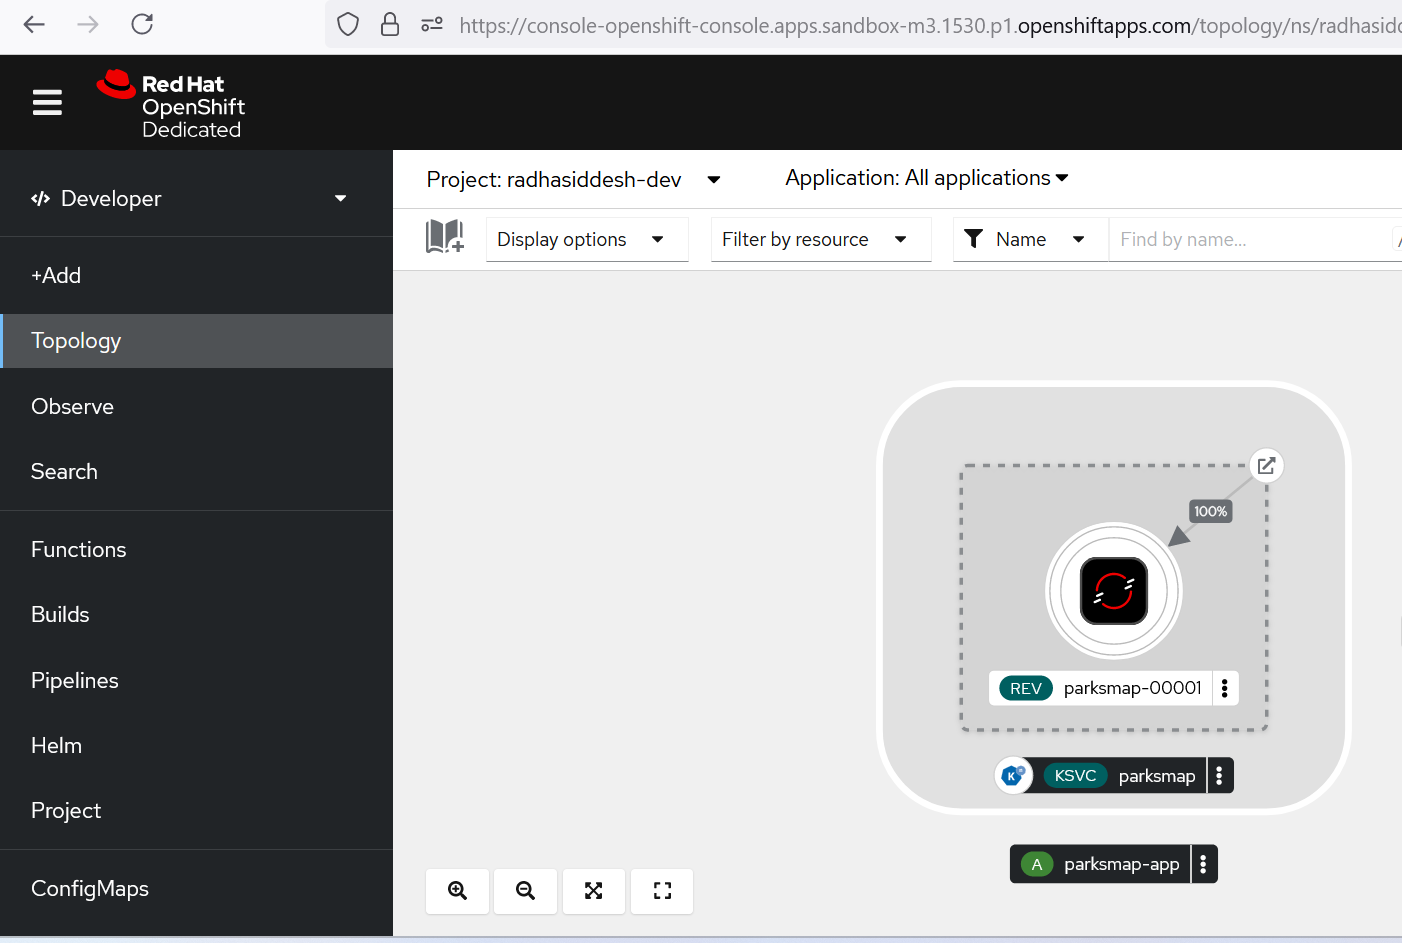 https://console-openshift-console.apps.sandbox-m3.1530.p1.openshiftapps.com/topology/ns/radhasidd
Red Hat
OpenShift
Dedicated
Developer
Project: radhasiddesh-dev
Application: All applications
Display options
Filter by resource
Name
Find by name...
+Add
Topology
Observe
Search
Functions
Builds
Pipelines
Helm
Project
ConfigMaps
100%
REV parksmap-00001
K KSVC parksmap
A parksmap-app